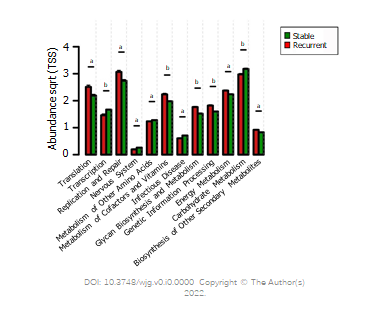 Stable
Recurrent
Abundance sqrt (TSS)
4
3
2
1
0
a
b
a
a
a
b
a
b
b
a
b
a
Translation
Transcription
Replication and Repair
Nervous System
Metabolism of Other Amino Acids
Metabolism of Cofactors and Vitamins
Infectious Disease
Glycan Biosynthesis and Metabolism
Genetic Information Processing
Energy Metabolism
Carbohydrate Metabolism
Biosynthesis of Other Secondary Metabolites
DOI: 10.3748/wjg.v0.i0.0000 Copyright © The Author(s)
2022.